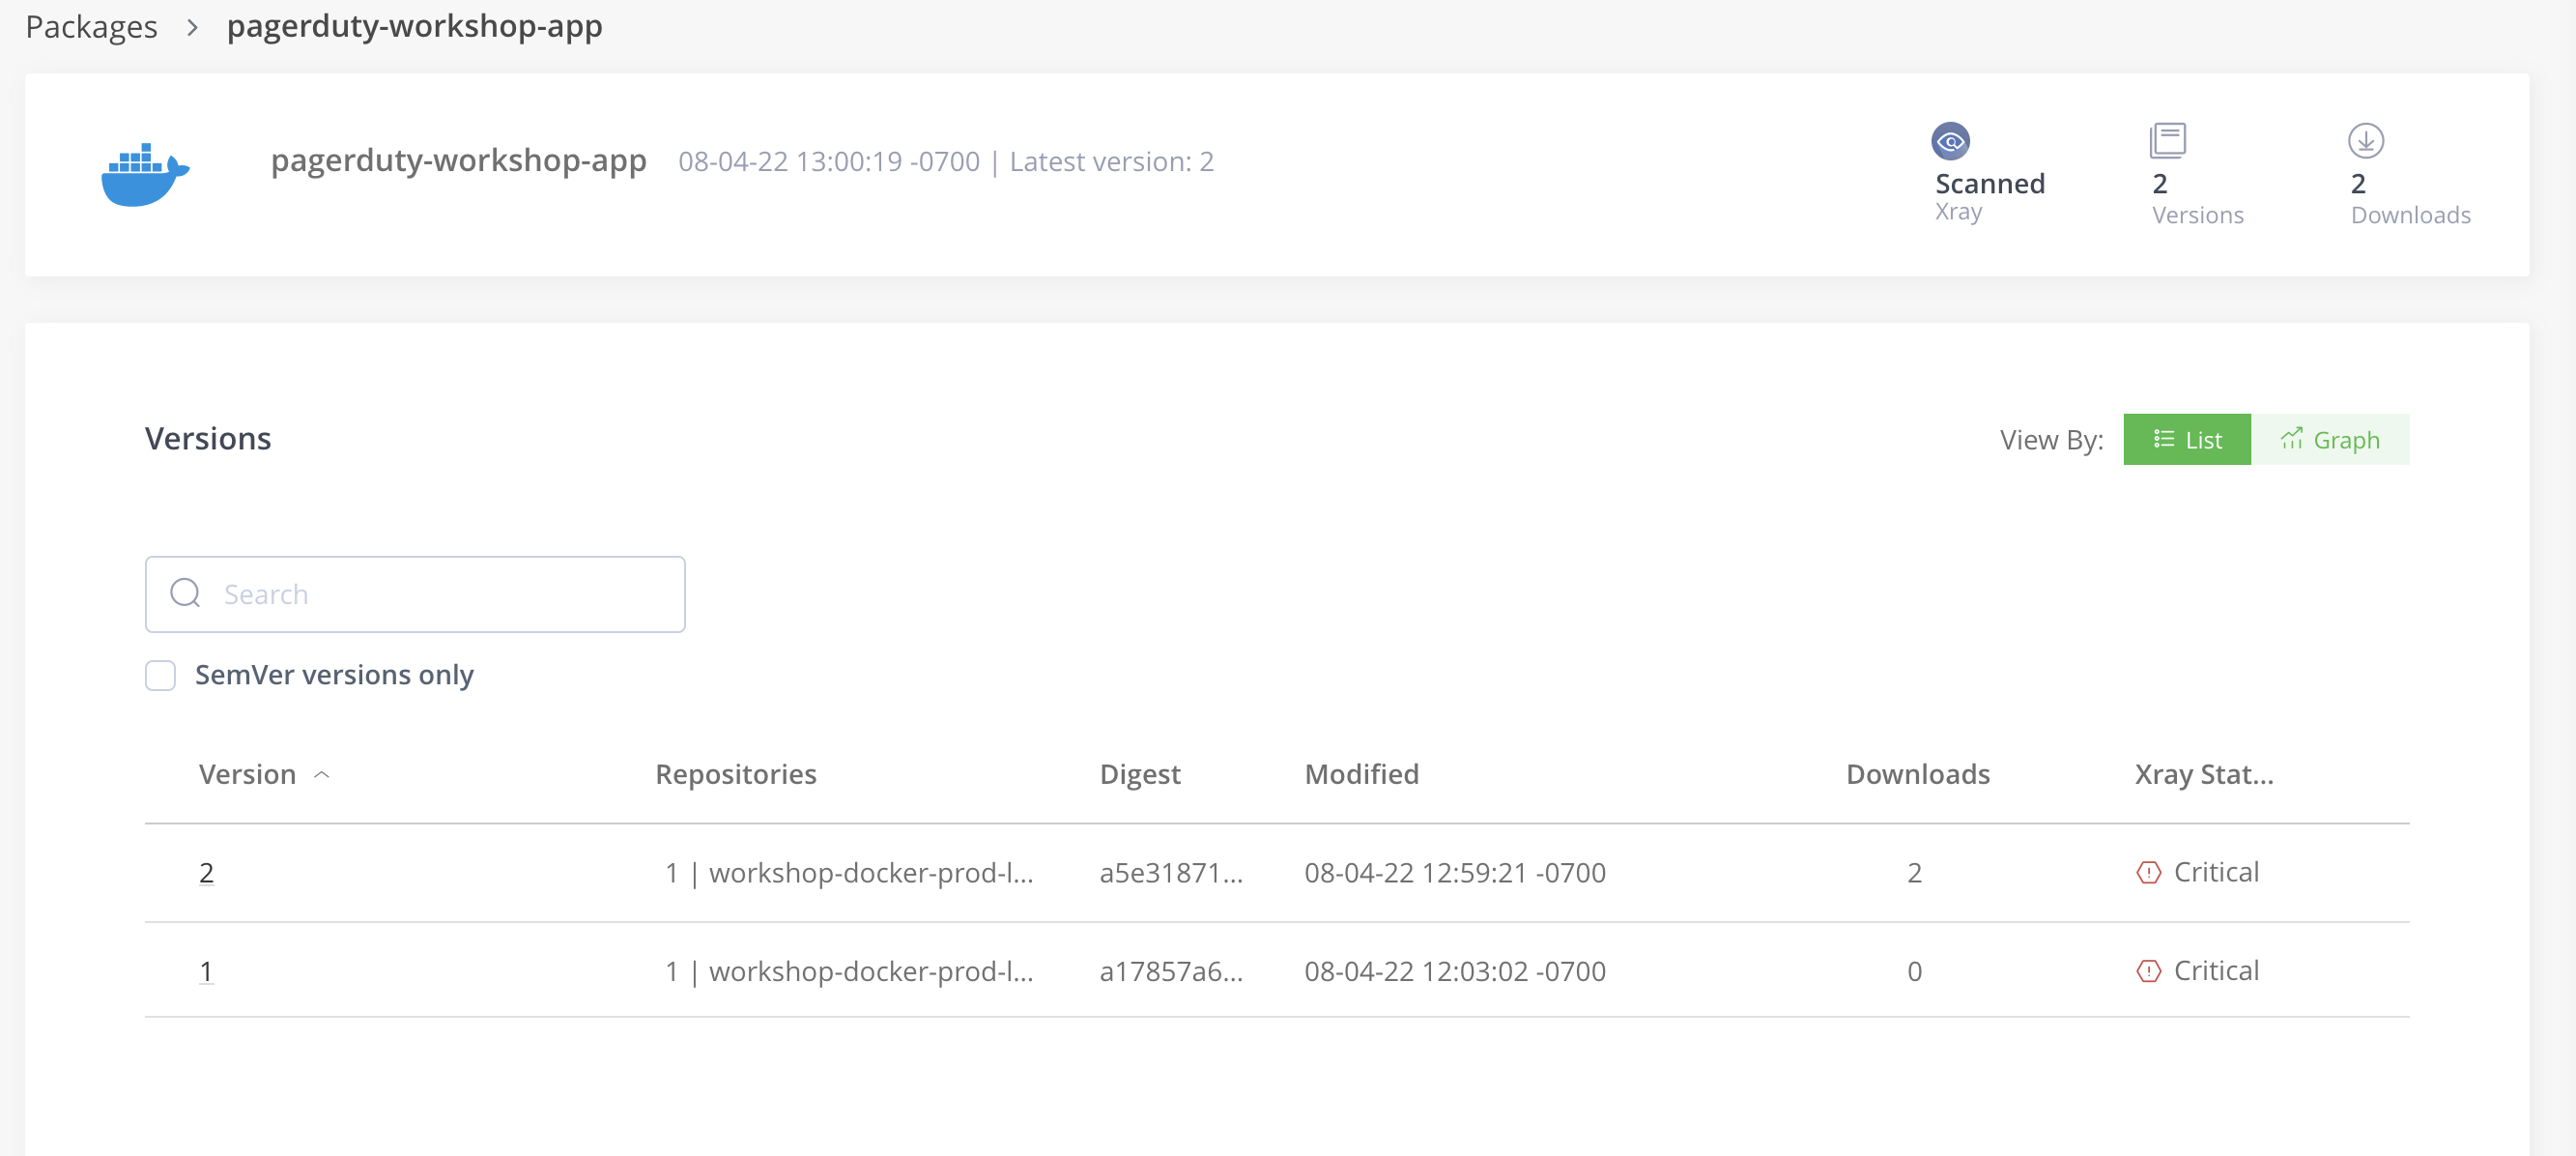 Packages > pagerduty-workshop-app
pagerduty-workshop-app 08-04-22 13:00:19 -0700 | Latest version: 2
Scanned
Xray
2
Versions
2
Downloads
Versions
View By: List Graph
Search
SemVer versions only
Version Repositories Digest Modified Downloads Xray Stat...
2 1 | workshop-docker-prod-l... a5e31871... 08-04-22 12:59:21 -0700 2 Critical
1 1 | workshop-docker-prod-l... a17857a6... 08-04-22 12:03:02 -0700 0 Critical